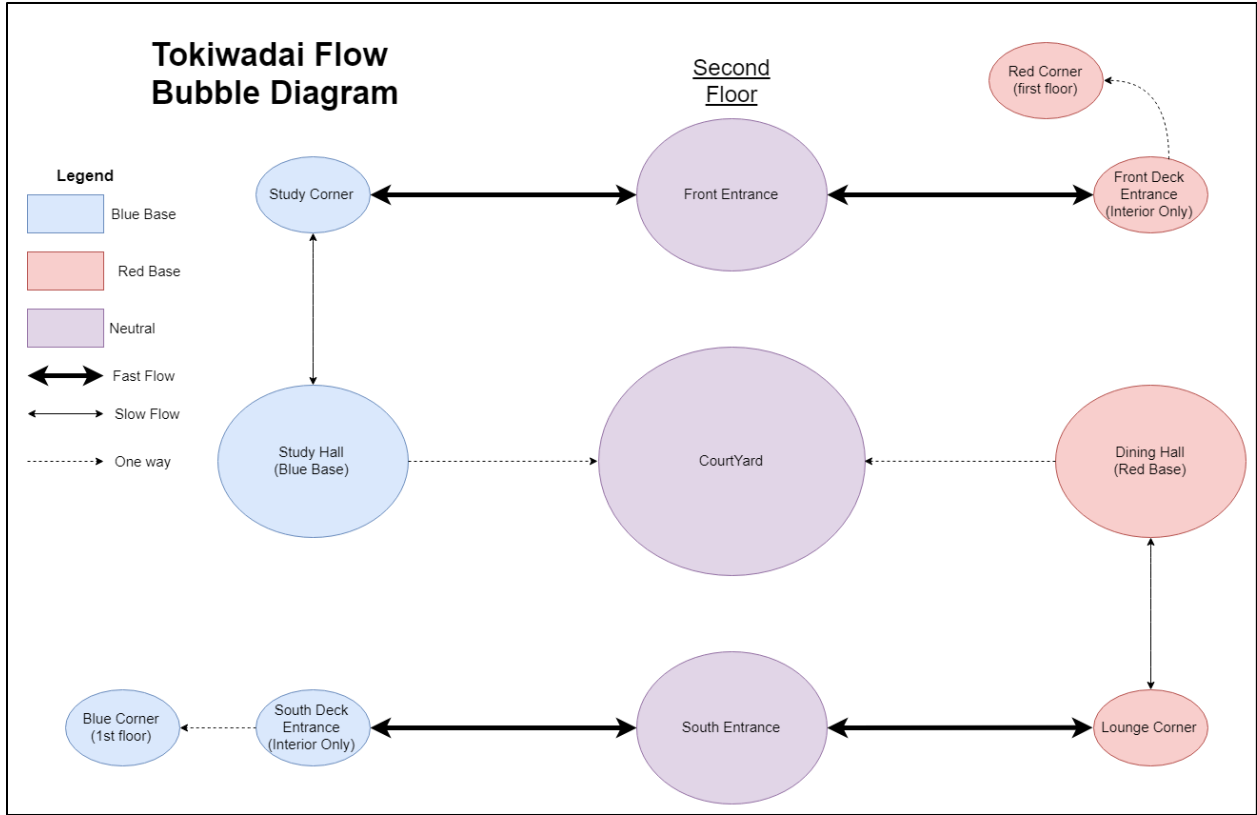 Tokiwadai Flow
Bubble Diagram
Second
Floor
Red Corner
(first floor)
Legend
Blue Base
Red Base
Neutral
Fast Flow
Slow Flow
One way
Study Corner
Front Entrance
Front Deck
Entrance
(Interior Only)
Study Hall
(Blue Base)
CourtYard
Dining Hall
(Red Base)
Blue Corner
(1st floor)
South Deck
Entrance
(Interior Only)
South Entrance
Lounge Corner